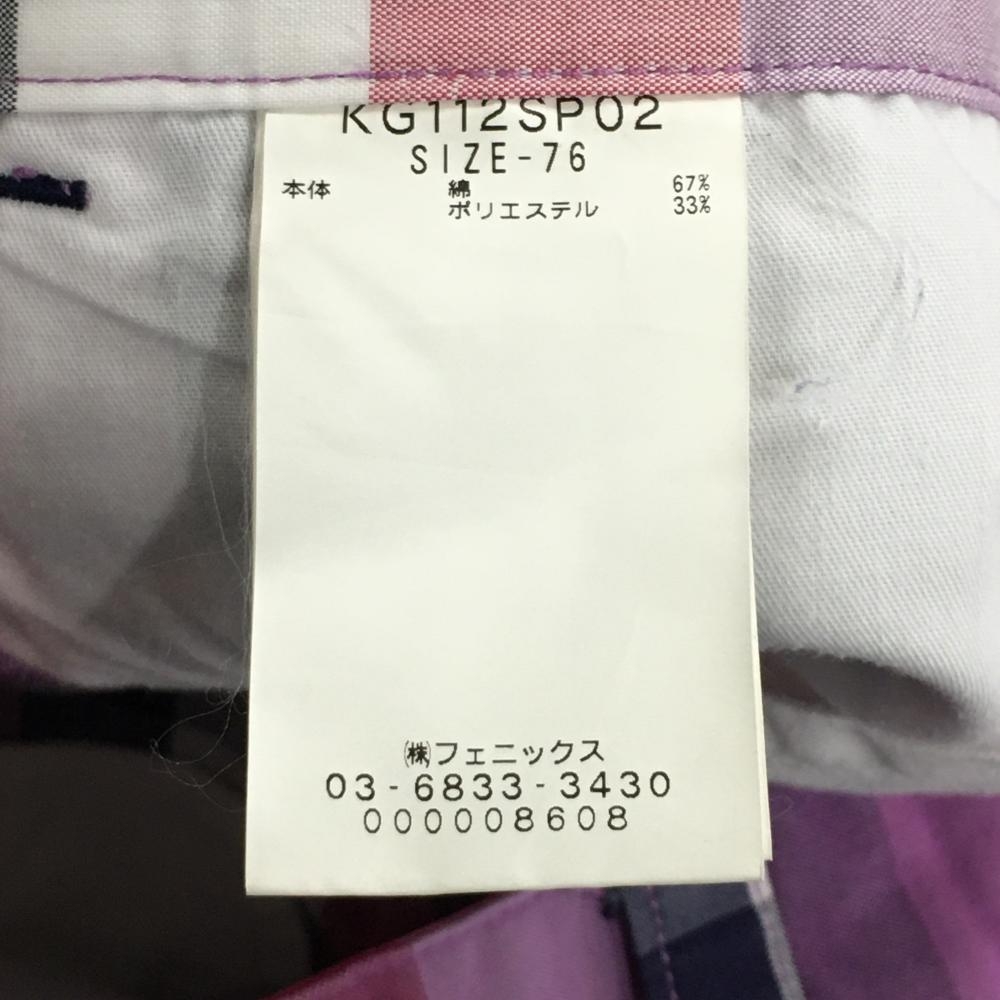 KG112SP02
SIZE-76
本体 綿 67%
ポリエステル 33%
㈱フェニックス
03-6833-3430
000008608